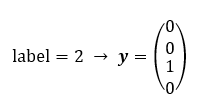 label = 2 → y = (0
0
1
0)